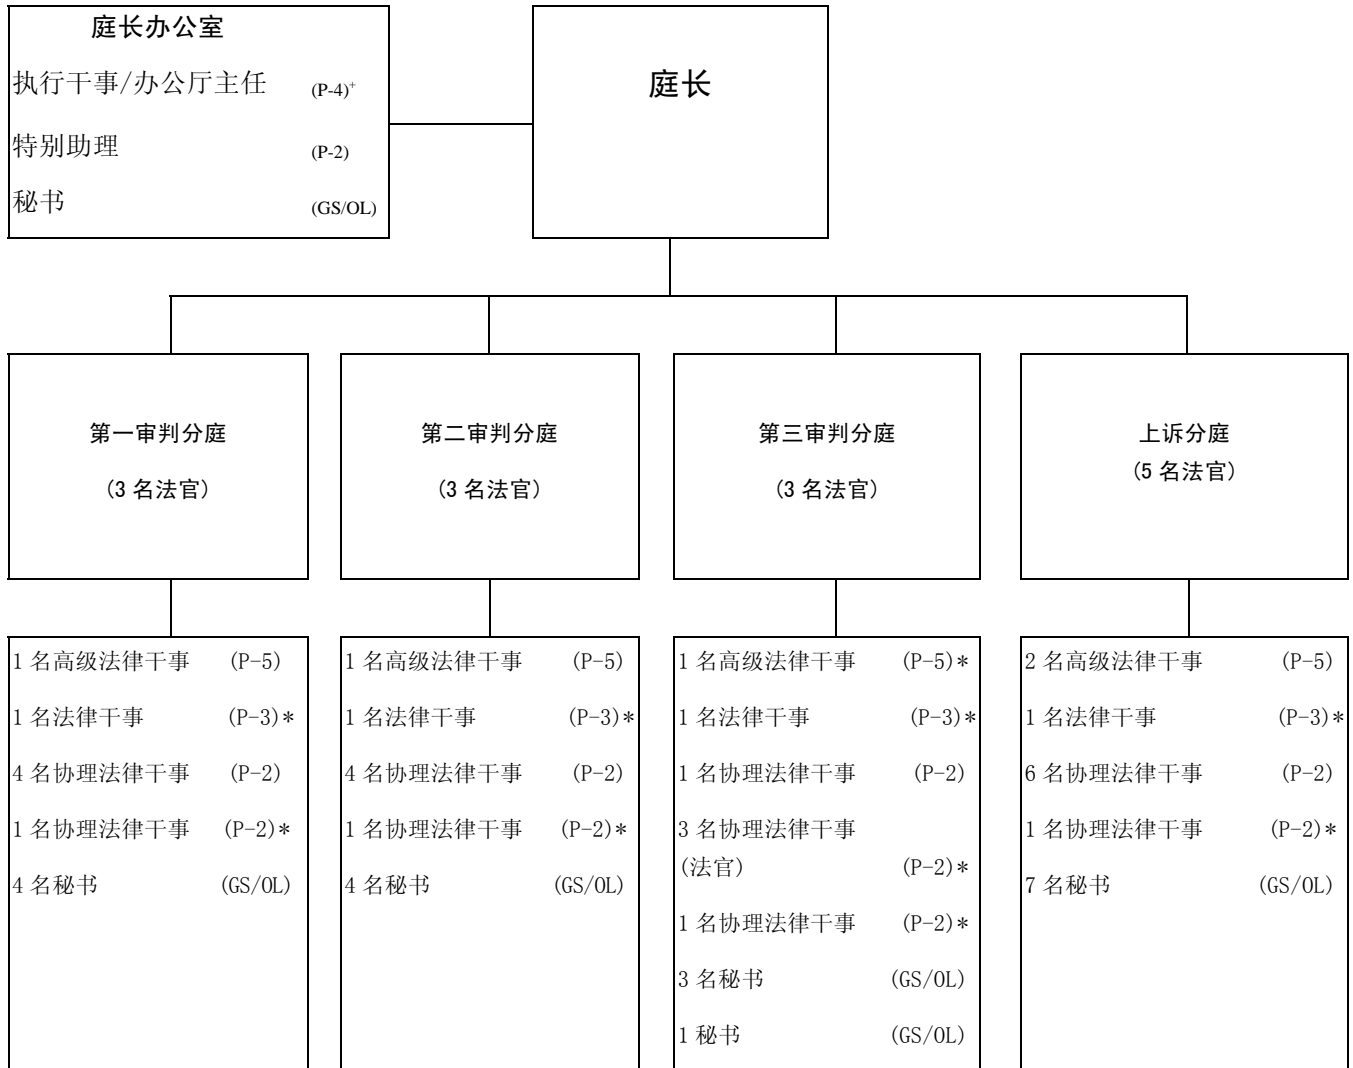 庭长办公室
执行干事/办公厅主任 (P-4)+
特别助理 (P-2)
秘书 (GS/OL)
庭长
第一审判分庭
(3 名法官)
第二审判分庭
(3 名法官)
第三审判分庭
(3 名法官)
上诉分庭
(5 名法官)
1 名高级法律干事 (P-5)
1 名法律干事 (P-3)*
4 名协理法律干事 (P-2)
1 名协理法律干事 (P-2)*
4 名秘书 (GS/OL)
1 名高级法律干事 (P-5)
1 名法律干事 (P-3)*
4 名协理法律干事 (P-2)
1 名协理法律干事 (P-2)*
4 名秘书 (GS/OL)
1 名高级法律干事 (P-5)*
1 名法律干事 (P-3)*
1 名协理法律干事 (P-2)
3 名协理法律干事
(法官) (P-2)*
1 名协理法律干事 (P-2)*
3 名秘书 (GS/OL)
1 秘书 (GS/OL)
2 名高级法律干事 (P-5)
1 名法律干事 (P-3)*
6 名协理法律干事 (P-2)
1 名协理法律干事 (P-2)*
7 名秘书 (GS/OL)